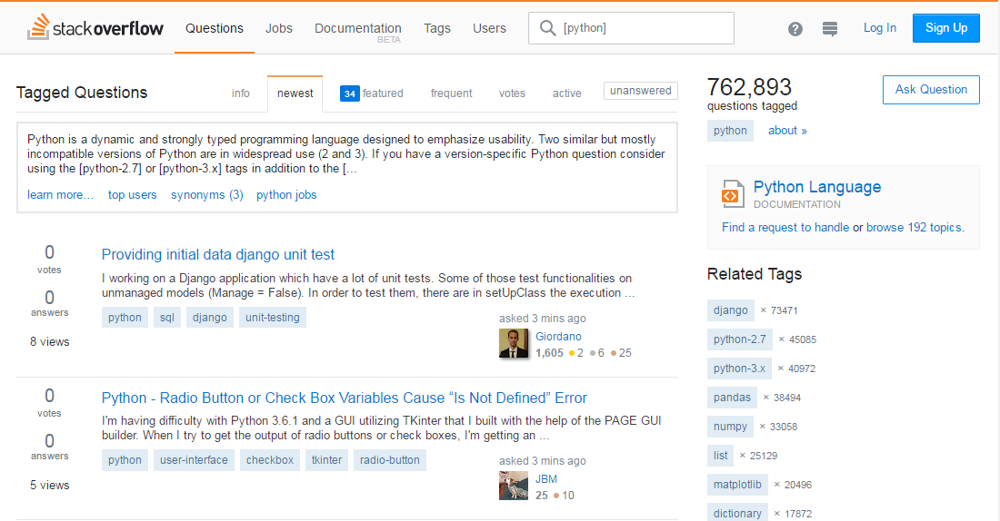 stackoverflow
Questions
Jobs
Documentation
BETA
Tags
Users
[python]
?
Log In
Sign Up
Tagged Questions
info
newest
34 featured
frequent
votes
active
unanswered
Python is a dynamic and strongly typed programming language designed to emphasize usability. Two similar but mostly
incompatible versions of Python are in widespread use (2 and 3). If you have a version-specific Python question consider
using the [python-2.7] or [python-3.x] tags in addition to the [...
learn more... top users synonyms (3) python jobs
0
votes
0
answers
8 views
Providing initial data django unit test
I working on a Django application which have a lot of unit tests. Some of those test functionalities on
unmanaged models (Manage = False). In order to test them, there are in setUpClass the execution ...
python sql django unit-testing
asked 3 mins ago
Giordano
1,605 2 6 25
0
votes
0
answers
5 views
Python - Radio Button or Check Box Variables Cause “Is Not Defined” Error
I'm having difficulty with Python 3.6.1 and a GUI utilizing TKinter that I built with the help of the PAGE GUI
builder. When I try to get the output of radio buttons or check boxes, I'm getting an ...
python user-interface checkbox tkinter radio-button
asked 3 mins ago
JBM
25 10
762,893
questions tagged
python about »
Ask Question
Python Language
DOCUMENTATION
Find a request to handle or browse 192 topics.
Related Tags
django × 73471
python-2.7 × 45085
python-3.x × 40972
pandas × 38494
numpy × 33058
list × 25129
matplotlib × 20496
dictionary × 17872